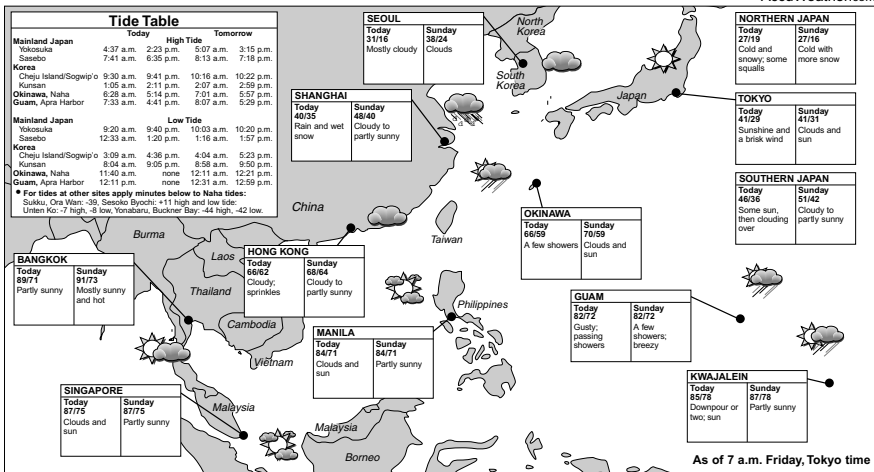 Tide Table
Today Tomorrow
Mainland Japan High Tide
Yokosuka 4:37 a.m. 2:23 p.m. 5:07 a.m. 3:15 p.m.
Sasebo 7:41 a.m. 6:35 p.m. 8:13 a.m. 7:18 p.m.
Korea
Cheju Island/Sogwip'o 9:30 a.m. 9:41 p.m. 10:16 a.m. 10:22 p.m.
Kunsan 1:05 a.m. 2:11 p.m. 2:07 a.m. 2:59 p.m.
Okinawa, Naha 6:28 a.m. 5:14 p.m. 7:01 a.m. 5:57 p.m.
Guam, Apra Harbor 7:33 a.m. 4:41 p.m. 8:07 a.m. 5:29 p.m.
Mainland Japan Low Tide
Yokosuka 9:20 a.m. 9:40 p.m. 10:03 a.m. 10:20 p.m.
Sasebo 12:33 a.m. 1:20 p.m. 1:16 a.m. 1:57 p.m.
Korea
Cheju Island/Sogwip'o 3:09 a.m. 4:36 p.m. 4:04 a.m. 5:23 p.m.
Kunsan 8:04 a.m. 9:05 p.m. 8:58 a.m. 9:50 p.m.
Okinawa, Naha 11:40 a.m. none 12:11 a.m. 12:21 p.m.
Guam, Apra Harbor 12:11 p.m. none 12:31 a.m. 12:59 p.m.
• For tides at other sites apply minutes below to Naha tides:
Sukku, Ora Wan: -39, Sesoko Byochi: +11 high and low tide:
Unten Ko: -7 high, -8 low, Yonabaru, Buckner Bay: -44 high, -42 low.
SEOUL
Today Sunday
31/16 38/24
Mostly cloudy Clouds
North
Korea
South
Korea
Japan
NORTHERN JAPAN
Today Sunday
27/19 27/16
Cold and Cold with
snowy; some more snow
squalls
SHANGHAI
Today Sunday
40/35 48/40
Rain and wet Cloudy to
snow partly sunny
TOKYO
Today Sunday
41/29 41/31
Sunshine and Clouds and
a brisk wind sun
SOUTHERN JAPAN
Today Sunday
46/36 51/42
Some sun, Cloudy to
then clouding partly sunny
over
China
Taiwan
OKINAWA
Today Sunday
66/59 70/59
A few showers Clouds and
sun
Burma
Laos
Thailand
Cambodia
Vietnam
BANGKOK
Today Sunday
89/71 91/73
Partly sunny Mostly sunny
and hot
HONG KONG
Today Sunday
66/62 68/64
Cloudy; Cloudy to
sprinkles partly sunny
Philippines
GUAM
Today Sunday
82/72 82/72
Gusty; A few
passing showers;
showers breezy
MANILA
Today Sunday
84/71 84/71
Clouds and Partly sunny
sun
KWAJALEIN
Today Sunday
85/78 87/78
Downpour or Partly sunny
two; sun
SINGAPORE
Today Sunday
87/75 87/75
Clouds and Partly sunny
sun
Malaysia
Malaysia
Borneo
As of 7 a.m. Friday, Tokyo time